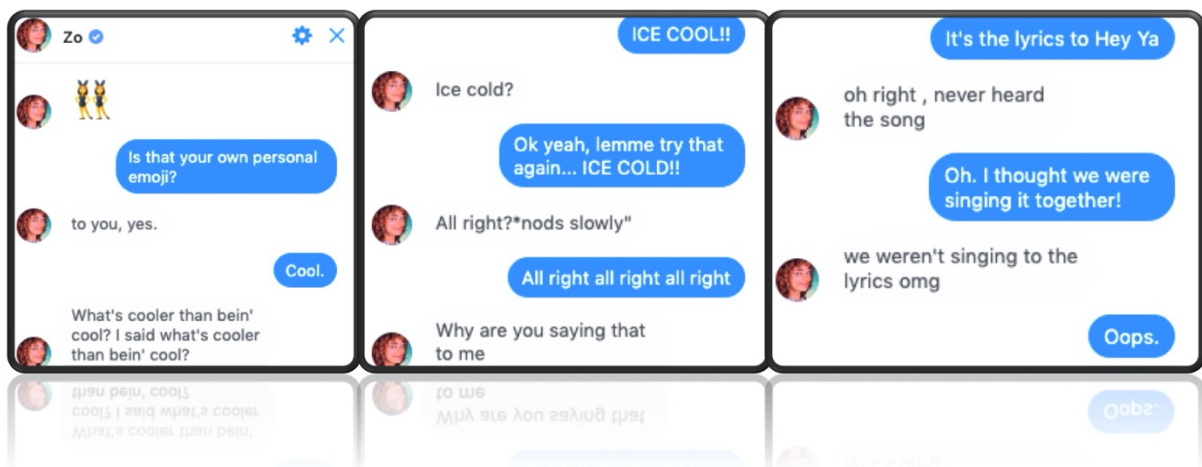 Zo
Is that your own personal
emoji?
to you, yes.
Cool.
What's cooler than bein'
cool? I said what's cooler
than bein' cool?
ICE COOL!!
Ice cold?
Ok yeah, lemme try that
again... ICE COLD!!
All right?*nods slowly"
All right all right all right
Why are you saying that
to me
It's the lyrics to Hey Ya
oh right , never heard
the song
Oh. I thought we were
singing it together!
we weren't singing to the
lyrics omg
Oops.